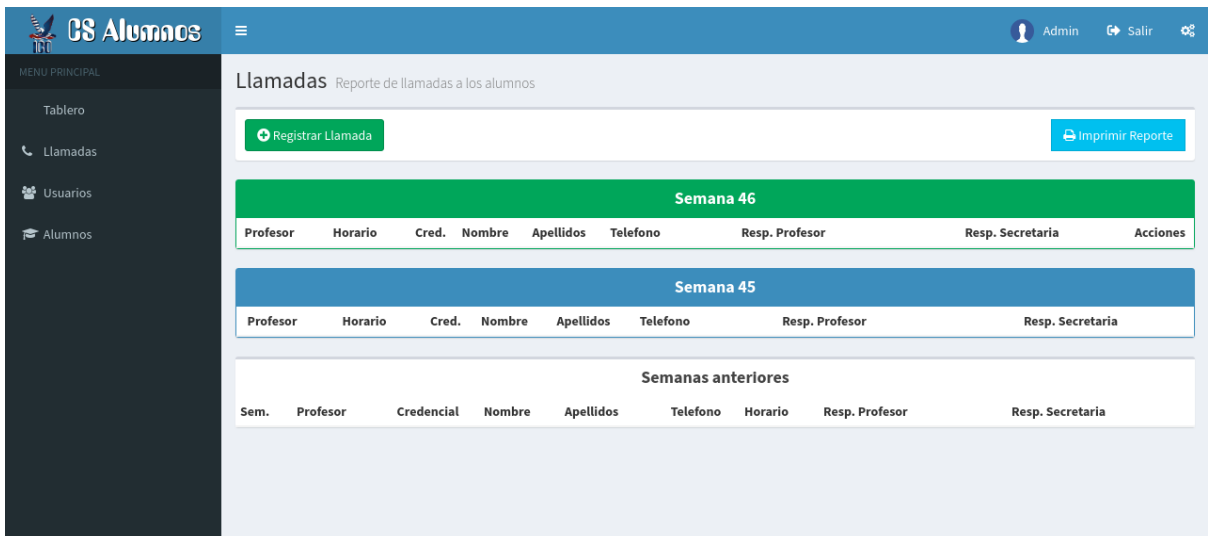 IGO CS Alumnos Admin Salir
MENU PRINCIPAL
Tablero
Llamadas
Usuarios
Alumnos
Llamadas Reporte de llamadas a los alumnos
Registrar Llamada Imprimir Reporte
Semana 46
Profesor Horario Cred. Nombre Apellidos Telefono Resp. Profesor Resp. Secretaria Acciones
Semana 45
Profesor Horario Cred. Nombre Apellidos Telefono Resp. Profesor Resp. Secretaria
Semanas anteriores
Sem. Profesor Credencial Nombre Apellidos Telefono Horario Resp. Profesor Resp. Secretaria